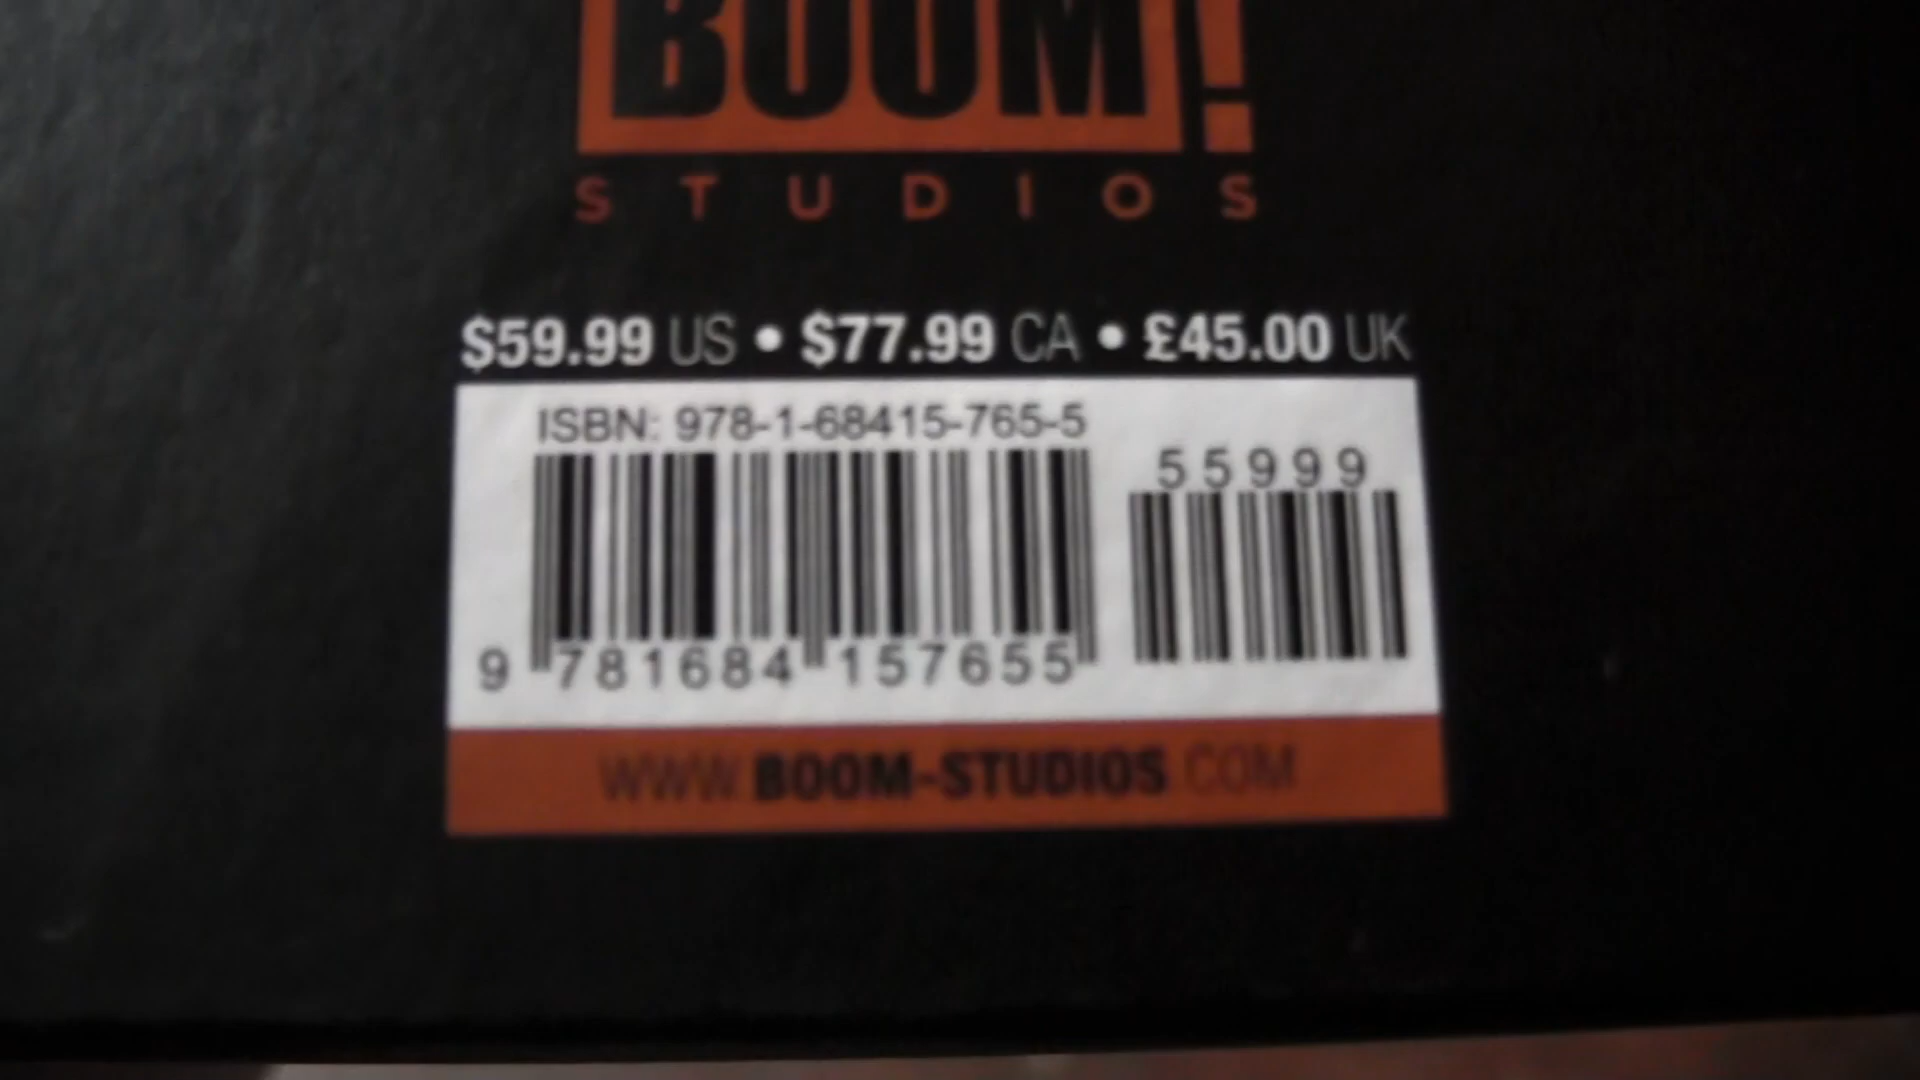 BOOM!
STUDIOS
$59.99 US • $77.99 CA • £45.00 UK
ISBN: 978-1-68415-765-5
55999
9 781684 157655
WWW.BOOM-STUDIOS.COM